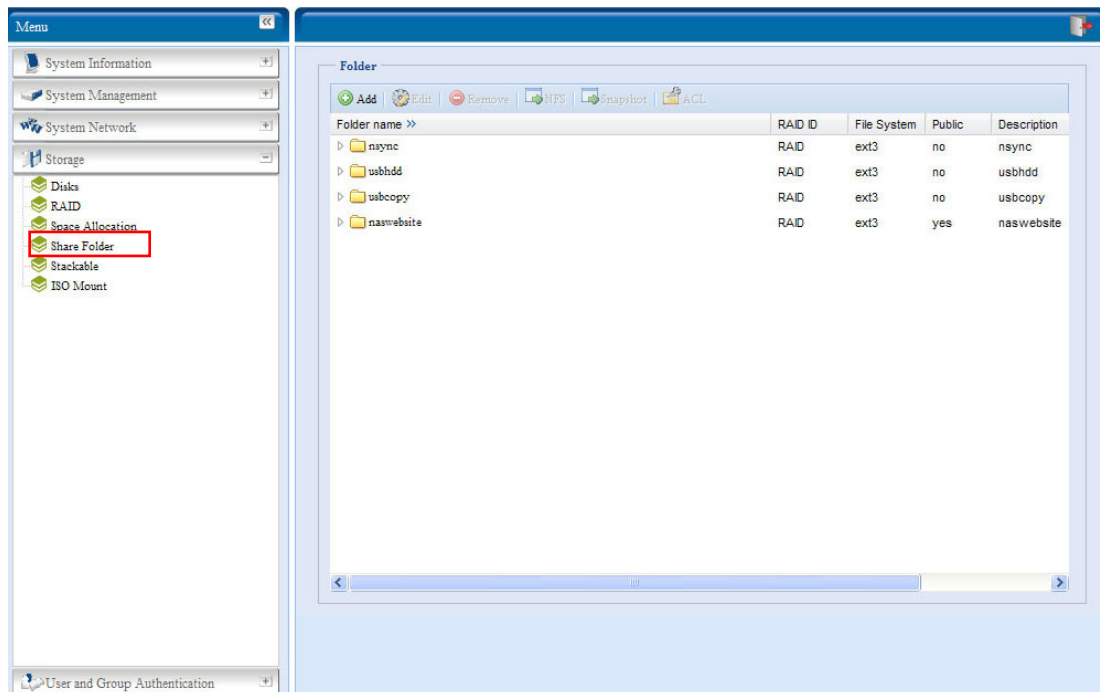 Menu
System Information
System Management
System Network
Storage
Disks
RAID
Space Allocation
Share Folder
Stackable
ISO Mount
User and Group Authentication
Folder
Add Edit Remove NFS Snapshot ACL
Folder name >> RAID ID File System Public Description
nsync RAID ext3 no nsync
usbhdd RAID ext3 no usbhdd
usbcopy RAID ext3 no usbcopy
naswebsite RAID ext3 yes naswebsite